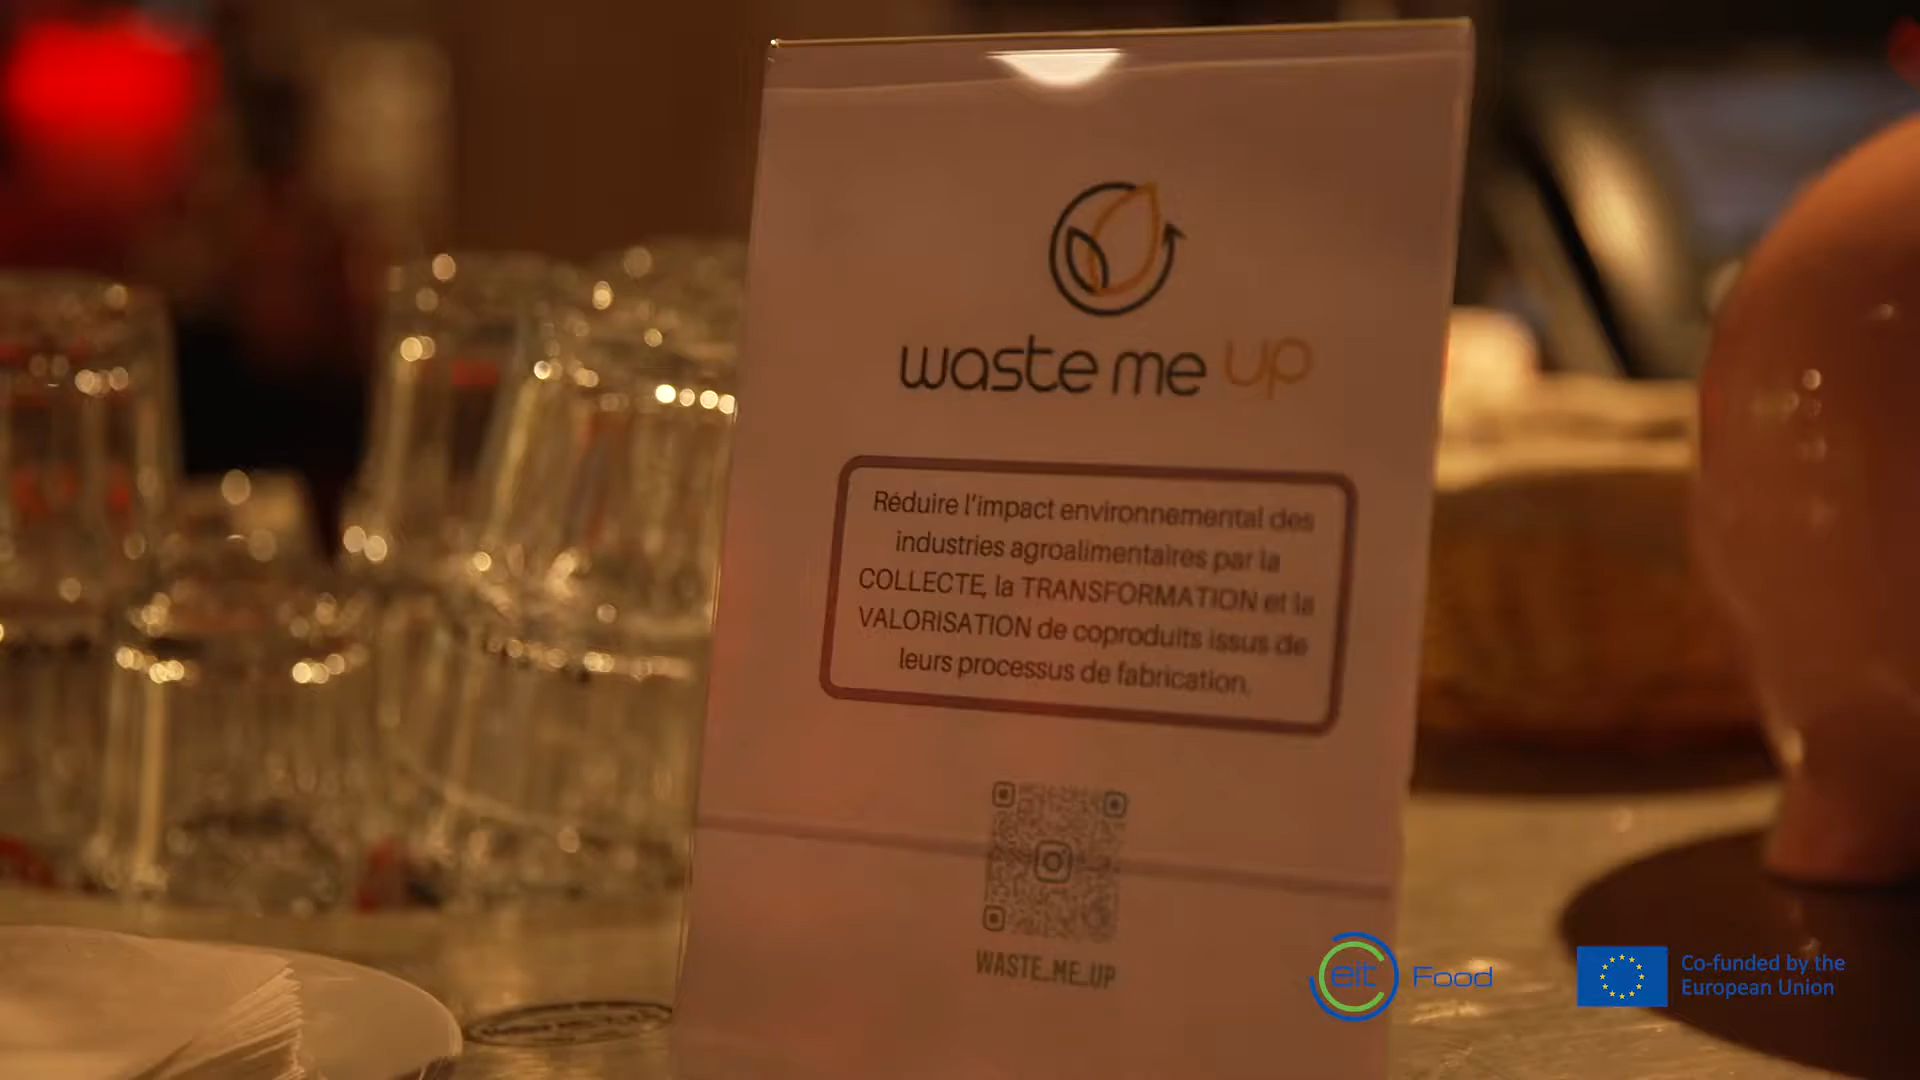 waste me up
Réduire l'impact environnemental des
industries agroalimentaires par la
COLLECTE, la TRANSFORMATION et la
VALORISATION de coproduits issus de
leurs processus de fabrication.
WASTE_ME_UP
eit Food
Co-funded by the
European Union